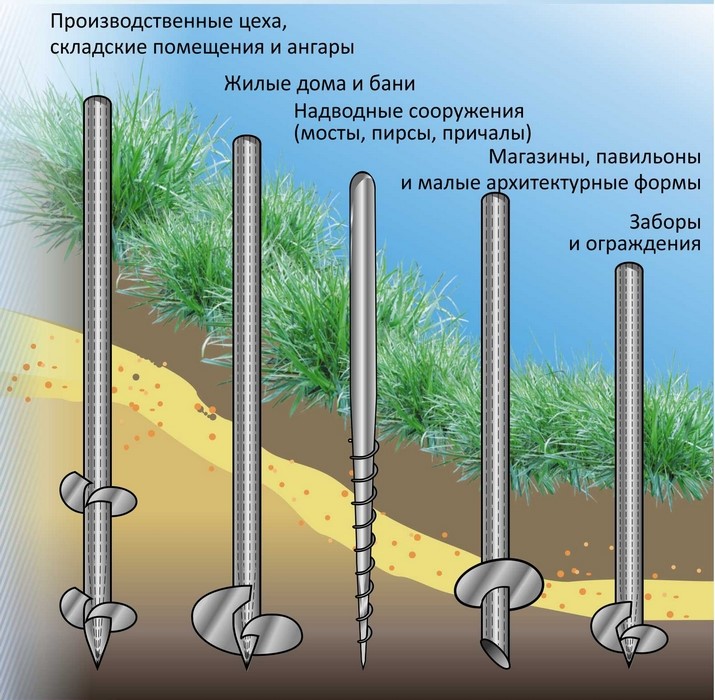 Производственные цеха,
складские помещения и ангары
Жилые дома и бани
Надводные сооружения
(мосты, пирсы, причалы)
Магазины, павильоны
и малые архитектурные формы
Заборы
и ограждения